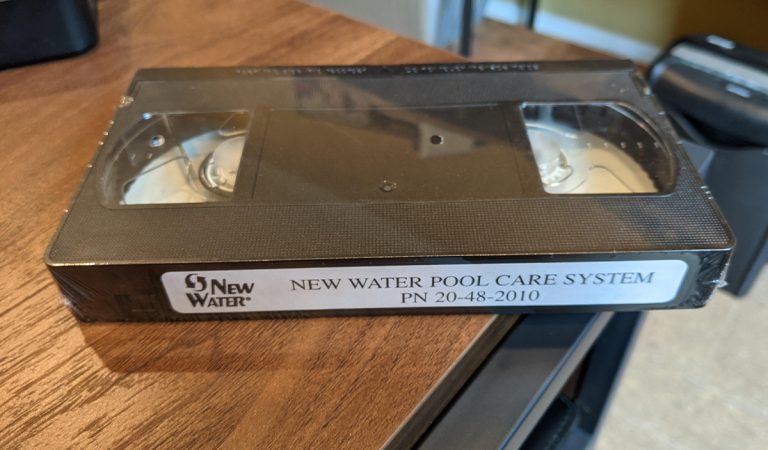 NEW WATER®
NEW WATER POOL CARE SYSTEM
PN 20-48-2010